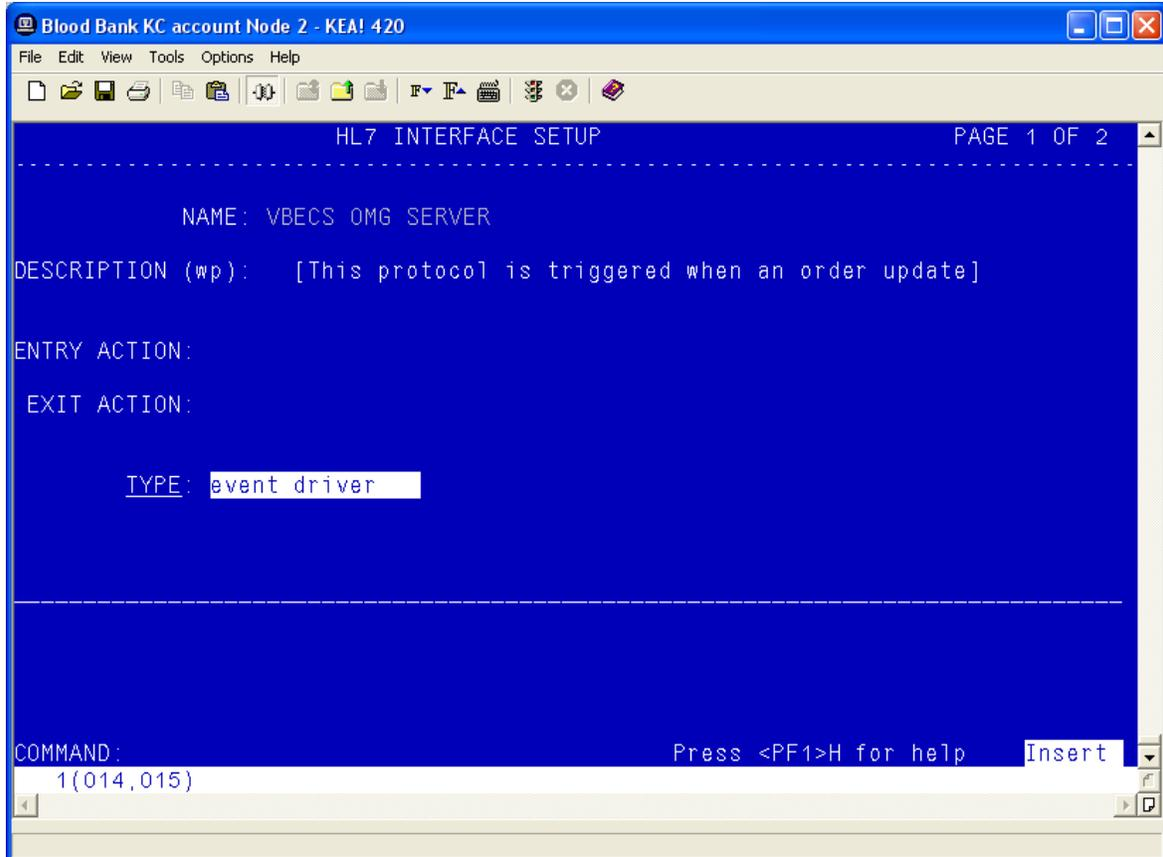 Blood Bank KC account Node 2 - KEA! 420
File Edit View Tools Options Help
HL7 INTERFACE SETUP PAGE 1 OF 2
NAME: VBECS OMG SERVER
DESCRIPTION (wp): [This protocol is triggered when an order update]
ENTRY ACTION:
EXIT ACTION:
TYPE: event driver
COMMAND: Press <PF1>H for help Insert
1(014,015)